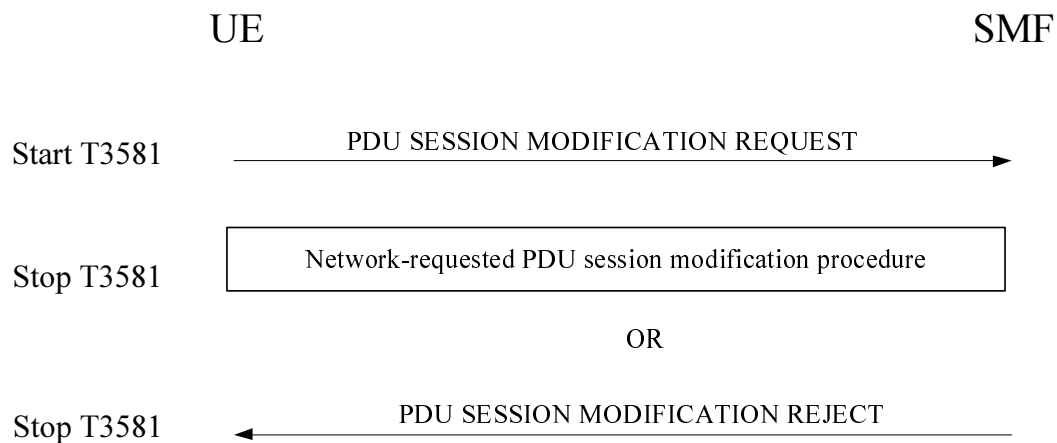 UE SMF
Start T3581 PDU SESSION MODIFICATION REQUEST
Stop T3581 Network-requested PDU session modification procedure
OR
Stop T3581 PDU SESSION MODIFICATION REJECT